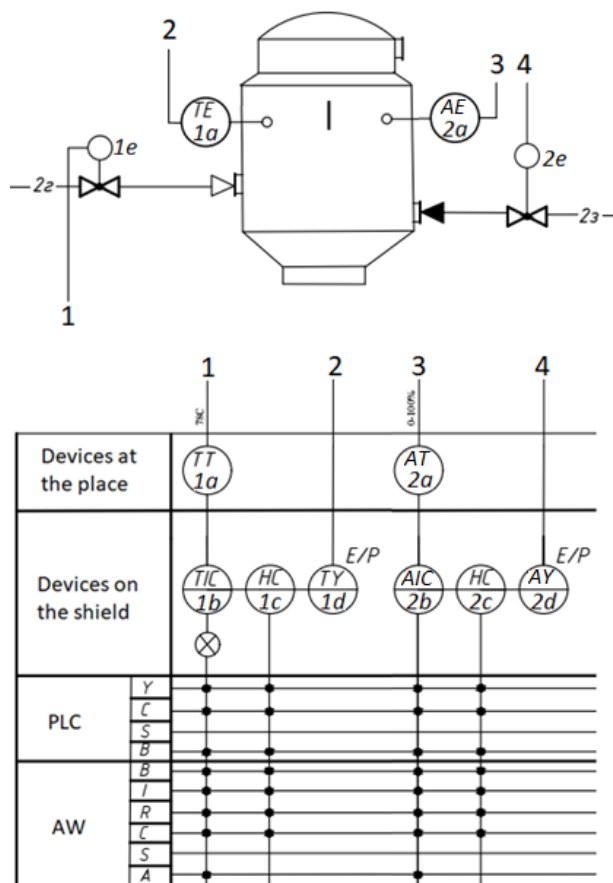 2
3
4
TE
1a
AE
2a
1e
2e
2г
2з
I
1
1
2
3
4
78C
0-100%
Devices at
the place
TT
1a
AT
2a
Devices on
the shield
E/P
E/P
TIC
1b
HC
1c
TY
1d
AIC
2b
HC
2c
AY
2d
PLC
Y
C
S
B
AW
B
I
R
C
S
A